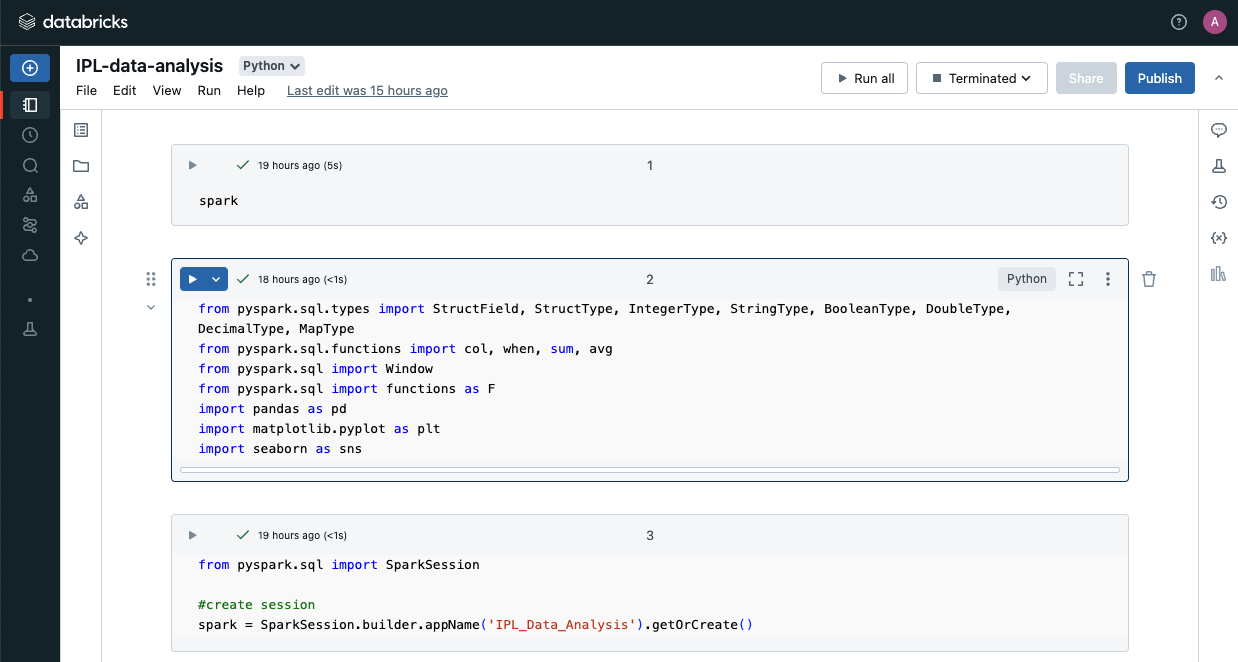 databricks
?
A
IPL-data-analysis
Python
File Edit View Run Help Last edit was 15 hours ago
Run all
Terminated
Share
Publish
19 hours ago (5s)
1
spark
18 hours ago (<1s)
2
Python
from pyspark.sql.types import StructField, StructType, IntegerType, StringType, BooleanType, DoubleType,
DecimalType, MapType
from pyspark.sql.functions import col, when, sum, avg
from pyspark.sql import Window
from pyspark.sql import functions as F
import pandas as pd
import matplotlib.pyplot as plt
import seaborn as sns
19 hours ago (<1s)
3
from pyspark.sql import SparkSession
#create session
spark = SparkSession.builder.appName('IPL_Data_Analysis').getOrCreate()